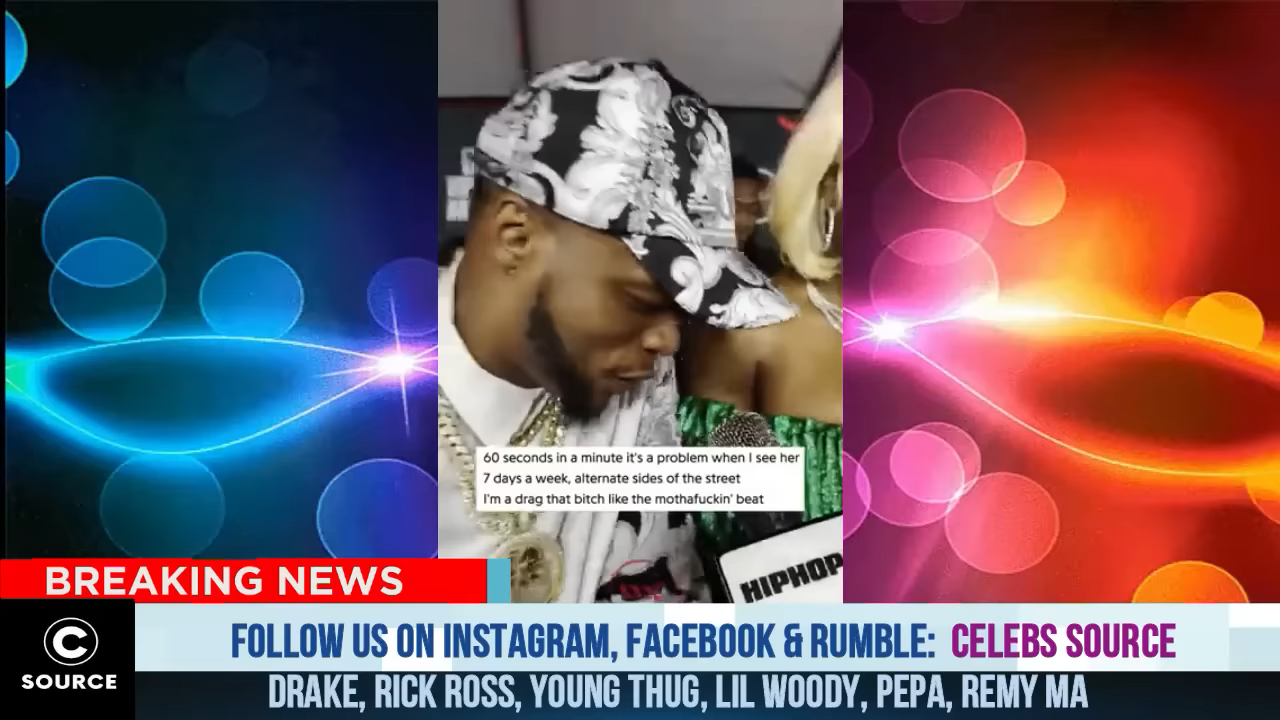 60 seconds in a minute it's a problem when I see her
7 days a week, alternate sides of the street
I'm a drag that bitch like the mothafuckin' beat
HIPHOP
BREAKING NEWS
C
SOURCE
FOLLOW US ON INSTAGRAM, FACEBOOK & RUMBLE: CELEBS SOURCE
DRAKE, RICK ROSS, YOUNG THUG, LIL WOODY, PEPA, REMY MA